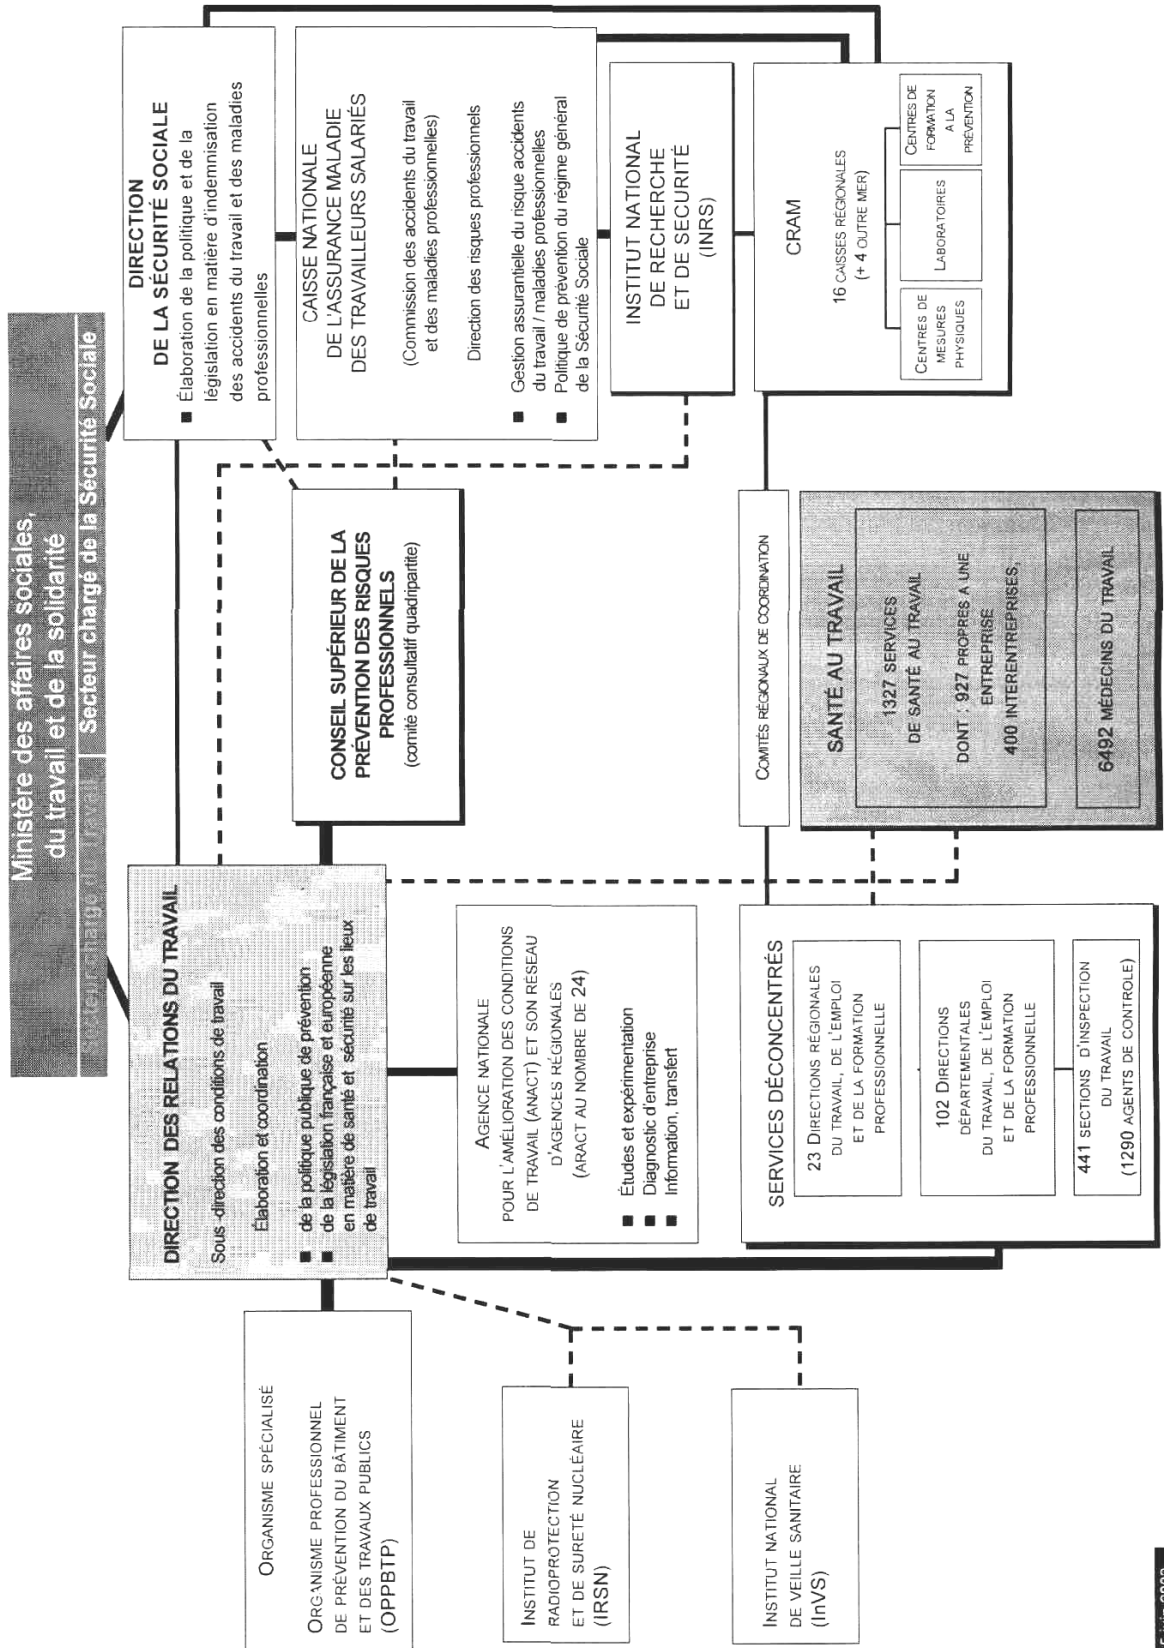 Ministère des affaires sociales,
du travail et de la solidarité
Secteur chargé du travail
Secteur chargé de la Sécurité Sociale
DIRECTION DES RELATIONS DU TRAVAIL
Sous -direction des conditions de travail
Élaboration et coordination
■ de la politique publique de prévention
■ de la législation française et européenne
en matière de santé et sécurité sur les lieux
de travail
DIRECTION
DE LA SÉCURITÉ SOCIALE
■ Élaboration de la politique et de la
législation en matière d'indemnisation
des accidents du travail et des maladies
professionnelles
ORGANISME SPÉCIALISÉ
ORGANISME PROFESSIONNEL
DE PRÉVENTION DU BÂTIMENT
ET DES TRAVAUX PUBLICS
(OPPBTP)
CONSEIL SUPÉRIEUR DE LA
PRÉVENTION DES RISQUES
PROFESSIONNELS
(comité consultatif quadripartite)
CAISSE NATIONALE
DE L'ASSURANCE MALADIE
DES TRAVAILLEURS SALARIÉS
(Commission des accidents du travail
et des maladies professionnelles)
Direction des risques professionnels
■ Gestion assurantielle du risque accidents
du travail / maladies professionnelles
■ Politique de prévention du régime général
de la Sécurité Sociale
AGENCE NATIONALE
POUR L'AMÉLIORATION DES CONDITIONS
DE TRAVAIL (ANACT) ET SON RÉSEAU
D'AGENCES RÉGIONALES
(ARACT AU NOMBRE DE 24)
■ Études et expérimentation
■ Diagnostic d'entreprise
■ Information, transfert
INSTITUT DE
RADIOPROTECTION
ET DE SURETÉ NUCLÉAIRE
(IRSN)
INSTITUT NATIONAL
DE RECHERCHE
ET DE SÉCURITÉ
(INRS)
INSTITUT NATIONAL
DE VEILLE SANITAIRE
(InVS)
SERVICES DÉCONCENTRÉS
23 DIRECTIONS RÉGIONALES
DU TRAVAIL, DE L'EMPLOI
ET DE LA FORMATION
PROFESSIONNELLE
102 DIRECTIONS
DÉPARTEMENTALES
DU TRAVAIL, DE L'EMPLOI
ET DE LA FORMATION
PROFESSIONNELLE
441 SECTIONS D'INSPECTION
DU TRAVAIL
(1290 AGENTS DE CONTROLE)
COMITÉS RÉGIONAUX DE COORDINATION
SANTÉ AU TRAVAIL
1327 SERVICES
DE SANTÉ AU TRAVAIL
DONT : 927 PROPRES A UNE
ENTREPRISE
400 INTERENTREPRISES,
6492 MÉDECINS DU TRAVAIL
CRAM
16 CAISSES RÉGIONALES
(+ 4 OUTRE MER)
CENTRES DE
MESURES
PHYSIQUES
LABORATOIRES
CENTRES DE
FORMATION
A LA
PRÉVENTION